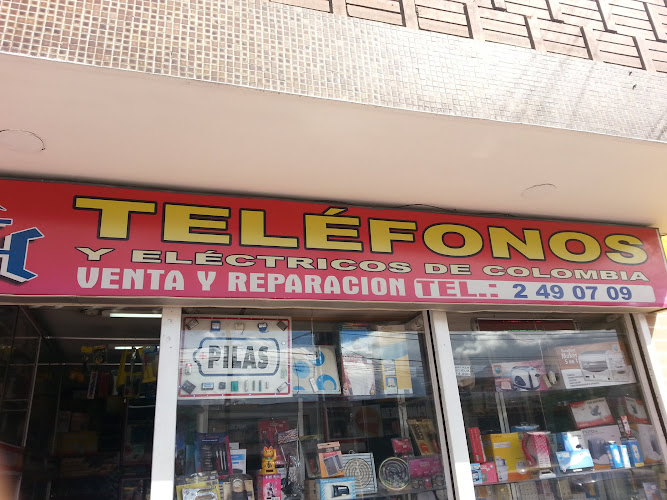 H
TELÉFONOS
Y ELÉCTRICOS DE COLOMBIA
VENTA Y REPARACION TEL.: 2 49 07 09
PILAS